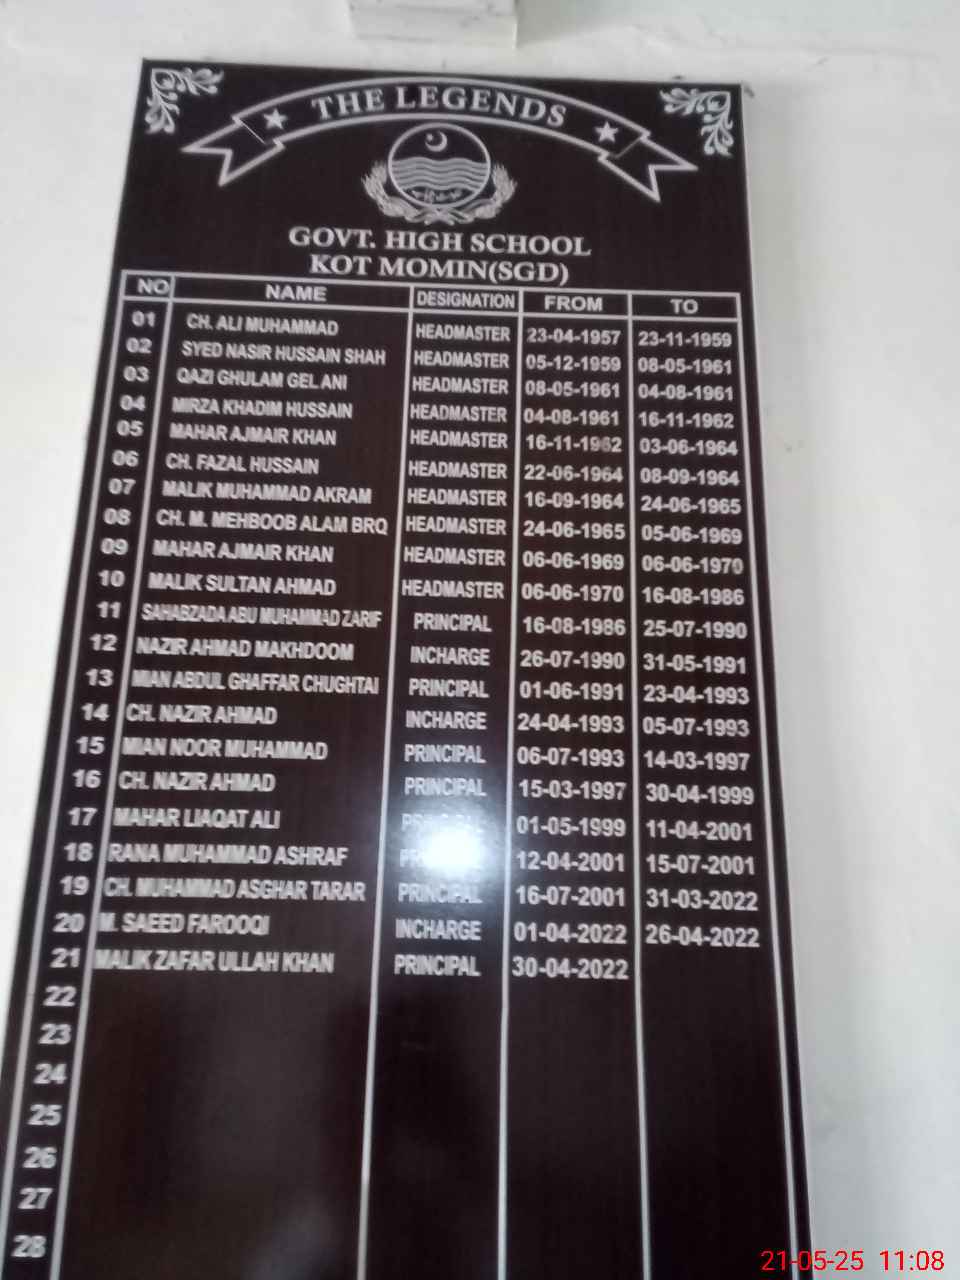 THE LEGENDS
GOVT. HIGH SCHOOL
KOT MOMIN(SGD)
NO NAME DESIGNATION FROM TO
01 CH. ALI MUHAMMAD HEADMASTER 23-04-1957 23-11-1959
02 SYED NASIR HUSSAIN SHAH HEADMASTER 05-12-1959 08-05-1961
03 QAZI GHULAM GELANI HEADMASTER 08-05-1961 04-08-1961
04 MIRZA KHADIM HUSSAIN HEADMASTER 04-08-1961 16-11-1962
05 MAHAR AJMAIR KHAN HEADMASTER 16-11-1962 03-06-1964
06 CH. FAZAL HUSSAIN HEADMASTER 22-06-1964 08-09-1964
07 MALIK MUHAMMAD AKRAM HEADMASTER 16-09-1964 24-06-1965
08 CH. M. MEHBOOB ALAM BRQ HEADMASTER 24-06-1965 05-06-1969
09 MAHAR AJMAIR KHAN HEADMASTER 06-06-1969 06-06-1970
10 MALIK SULTAN AHMAD HEADMASTER 06-06-1970 16-08-1986
11 SAHABZADA ABU MUHAMMAD ZARIF PRINCIPAL 16-08-1986 25-07-1990
12 NAZIR AHMAD MAKHDOOM INCHARGE 26-07-1990 31-05-1991
13 MIAN ABDUL GHAFFAR CHUGHTAI PRINCIPAL 01-06-1991 23-04-1993
14 CH. NAZIR AHMAD INCHARGE 24-04-1993 05-07-1993
15 MIAN NOOR MUHAMMAD PRINCIPAL 06-07-1993 14-03-1997
16 CH. NAZIR AHMAD PRINCIPAL 15-03-1997 30-04-1999
17 MAHAR LIAQAT ALI 01-05-1999 11-04-2001
18 RANA MUHAMMAD ASHRAF 12-04-2001 15-07-2001
19 CH. MUHAMMAD ASGHAR TARAR PRINCIPAL 16-07-2001 31-03-2022
20 M. SAEED FAROOQI INCHARGE 01-04-2022 26-04-2022
21 MALIK ZAFAR ULLAH KHAN PRINCIPAL 30-04-2022
22
23
24
25
26
27
28
21-05-25 11:08